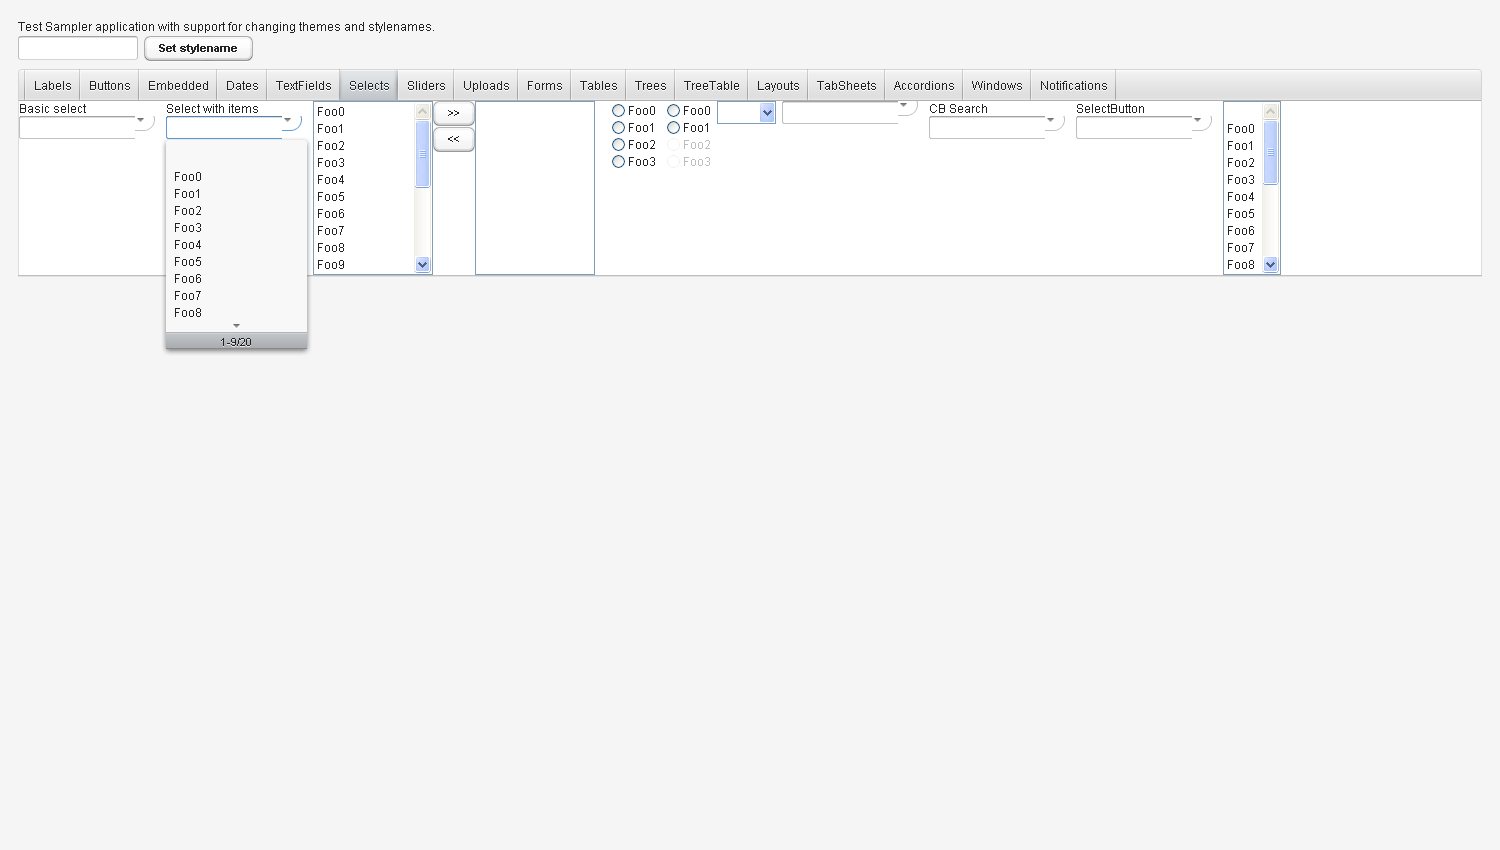 Test Sampler application with support for changing themes and stylenames.
Set stylename
Labels Buttons Embedded Dates TextFields Selects Sliders Uploads Forms Tables Trees TreeTable Layouts TabSheets Accordions Windows Notifications
Basic select
Select with items
Foo0
Foo1
Foo2
Foo3
Foo4
Foo5
Foo6
Foo7
Foo8
1-9/20
Foo0
Foo1
Foo2
Foo3
Foo4
Foo5
Foo6
Foo7
Foo8
Foo9
>>
<<
Foo0
Foo1
Foo2
Foo3
Foo0
Foo1
Foo2
Foo3
CB Search
SelectButton
Foo0
Foo1
Foo2
Foo3
Foo4
Foo5
Foo6
Foo7
Foo8